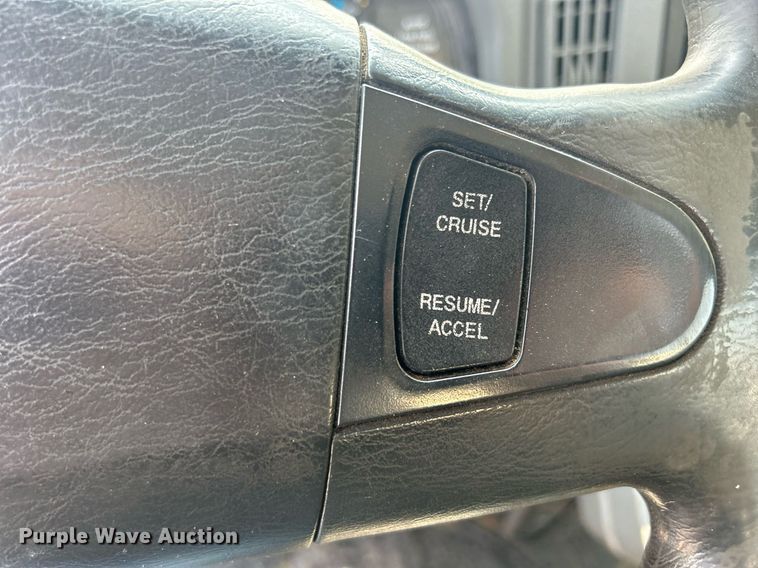 SET/
CRUISE
RESUME/
ACCEL
Purple Wave Auction